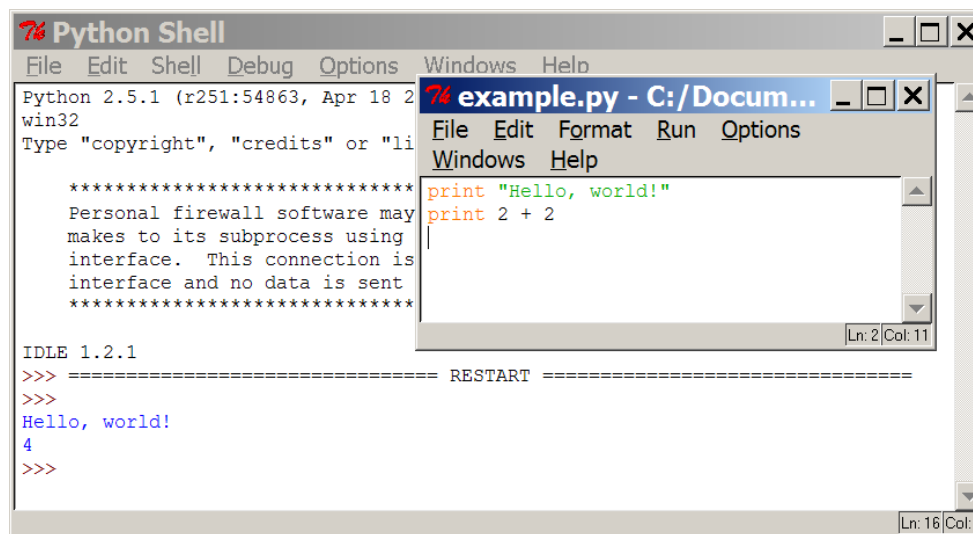 Python Shell
File Edit Shell Debug Options Windows Help
Python 2.5.1 (r251:54863, Apr 18 2
win32
Type "copyright", "credits" or "li
*******************************
Personal firewall software may
makes to its subprocess using
interface. This connection is
interface and no data is sent
*******************************
IDLE 1.2.1
>>> ================================ RESTART ================================
>>>
Hello, world!
4
>>>
Ln: 16 Col:
example.py - C:/Docum...
File Edit Format Run Options
Windows Help
print "Hello, world!"
print 2 + 2
Ln: 2 Col: 11